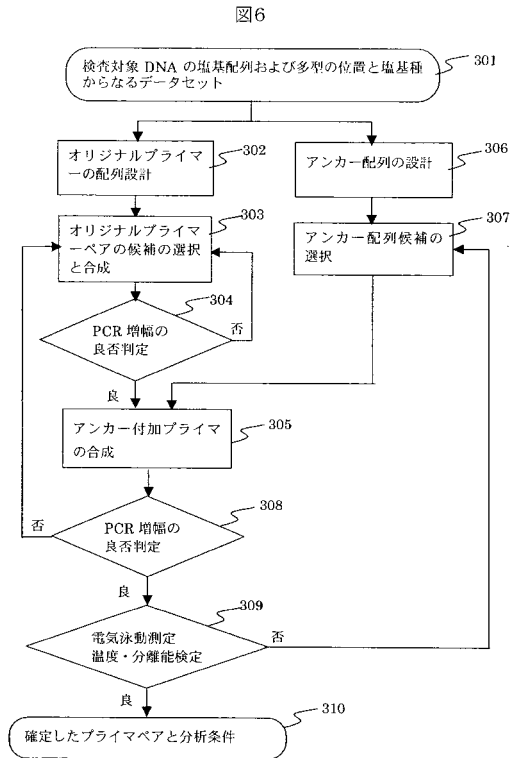 図6
検査対象 DNA の塩基配列および多型の位置と塩基種
からなるデータセット
301
オリジナルプライマ
ーの配列設計
302
アンカー配列の設計
306
オリジナルプライマ
ーペアの候補の選択
と合成
303
アンカー配列候補の
選択
307
PCR 増幅の
良否判定
304
否
良
アンカー付加プライマ
の合成
305
PCR 増幅の
良否判定
308
否
良
電気泳動測定
温度・分離能検定
309
否
良
確定したプライマペアと分析条件
310